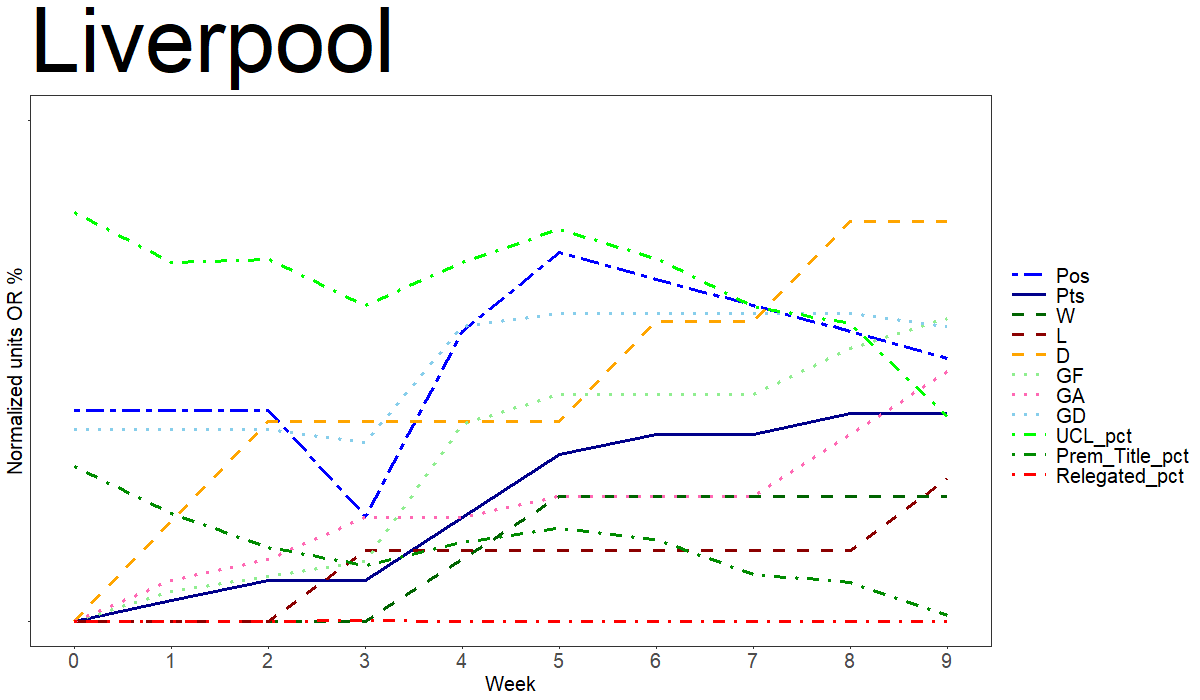 Liverpool
Normalized units OR %
0 1 2 3 4 5 6 7 8 9
Week
Pos
Pts
W
L
D
GF
GA
GD
UCL_pct
Prem_Title_pct
Relegated_pct